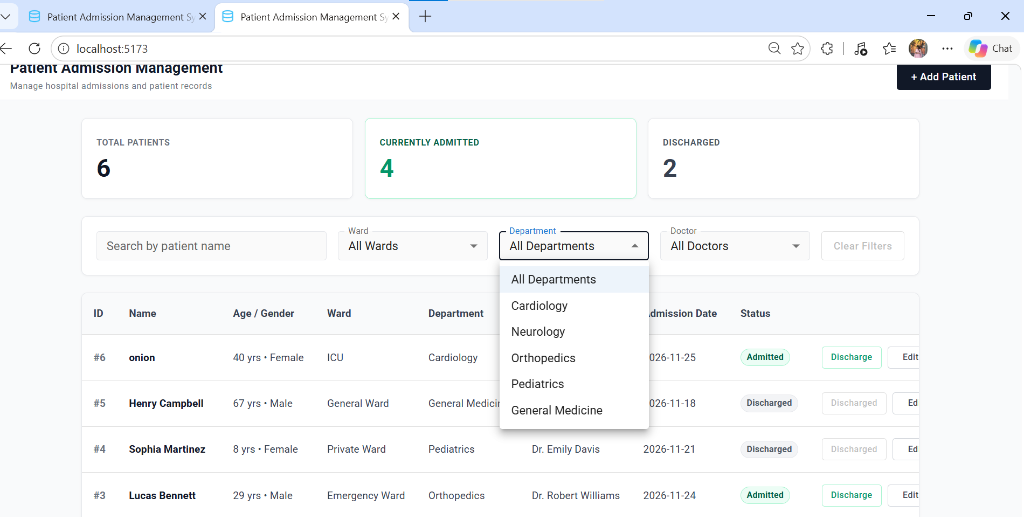 Patient Admission Management Sy
Patient Admission Management Sy
localhost:5173
Chat
Patient Admission Management
Manage hospital admissions and patient records
+ Add Patient
TOTAL PATIENTS
6
CURRENTLY ADMITTED
4
DISCHARGED
2
Search by patient name
Ward
All Wards
Department
All Departments
Doctor
All Doctors
Clear Filters
All Departments
Cardiology
Neurology
Orthopedics
Pediatrics
General Medicine
ID Name Age / Gender Ward Department dmission Date Status
#6 onion 40 yrs • Female ICU Cardiology 026-11-25 Admitted Discharge Edit
#5 Henry Campbell 67 yrs • Male General Ward General Medici 026-11-18 Discharged Discharged Ed
#4 Sophia Martinez 8 yrs • Female Private Ward Pediatrics Dr. Emily Davis 2026-11-21 Discharged Discharged Ed
#3 Lucas Bennett 29 yrs • Male Emergency Ward Orthopedics Dr. Robert Williams 2026-11-24 Admitted Discharge Edit